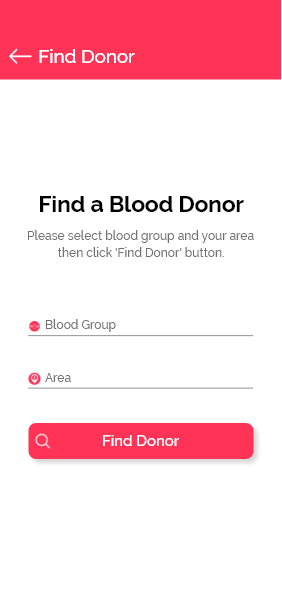 Find Donor
Find a Blood Donor
Please select blood group and your area
then click 'Find Donor' button.
Blood Group
Area
Find Donor